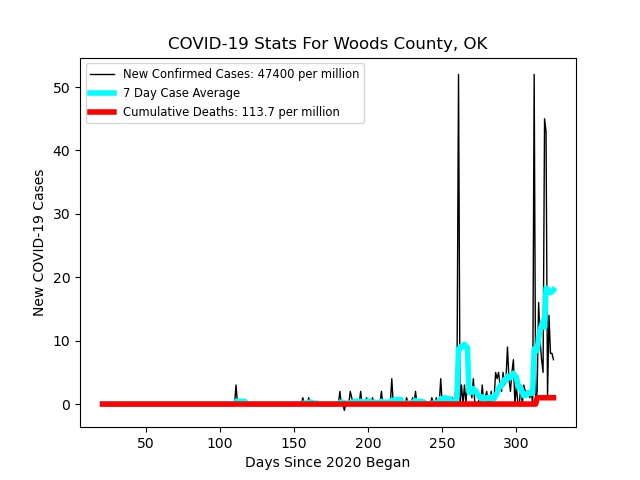 COVID-19 Stats For Woods County, OK
New Confirmed Cases: 47400 per million
7 Day Case Average
Cumulative Deaths: 113.7 per million
New COVID-19 Cases
50
40
30
20
10
0
50 100 150 200 250 300
Days Since 2020 Began